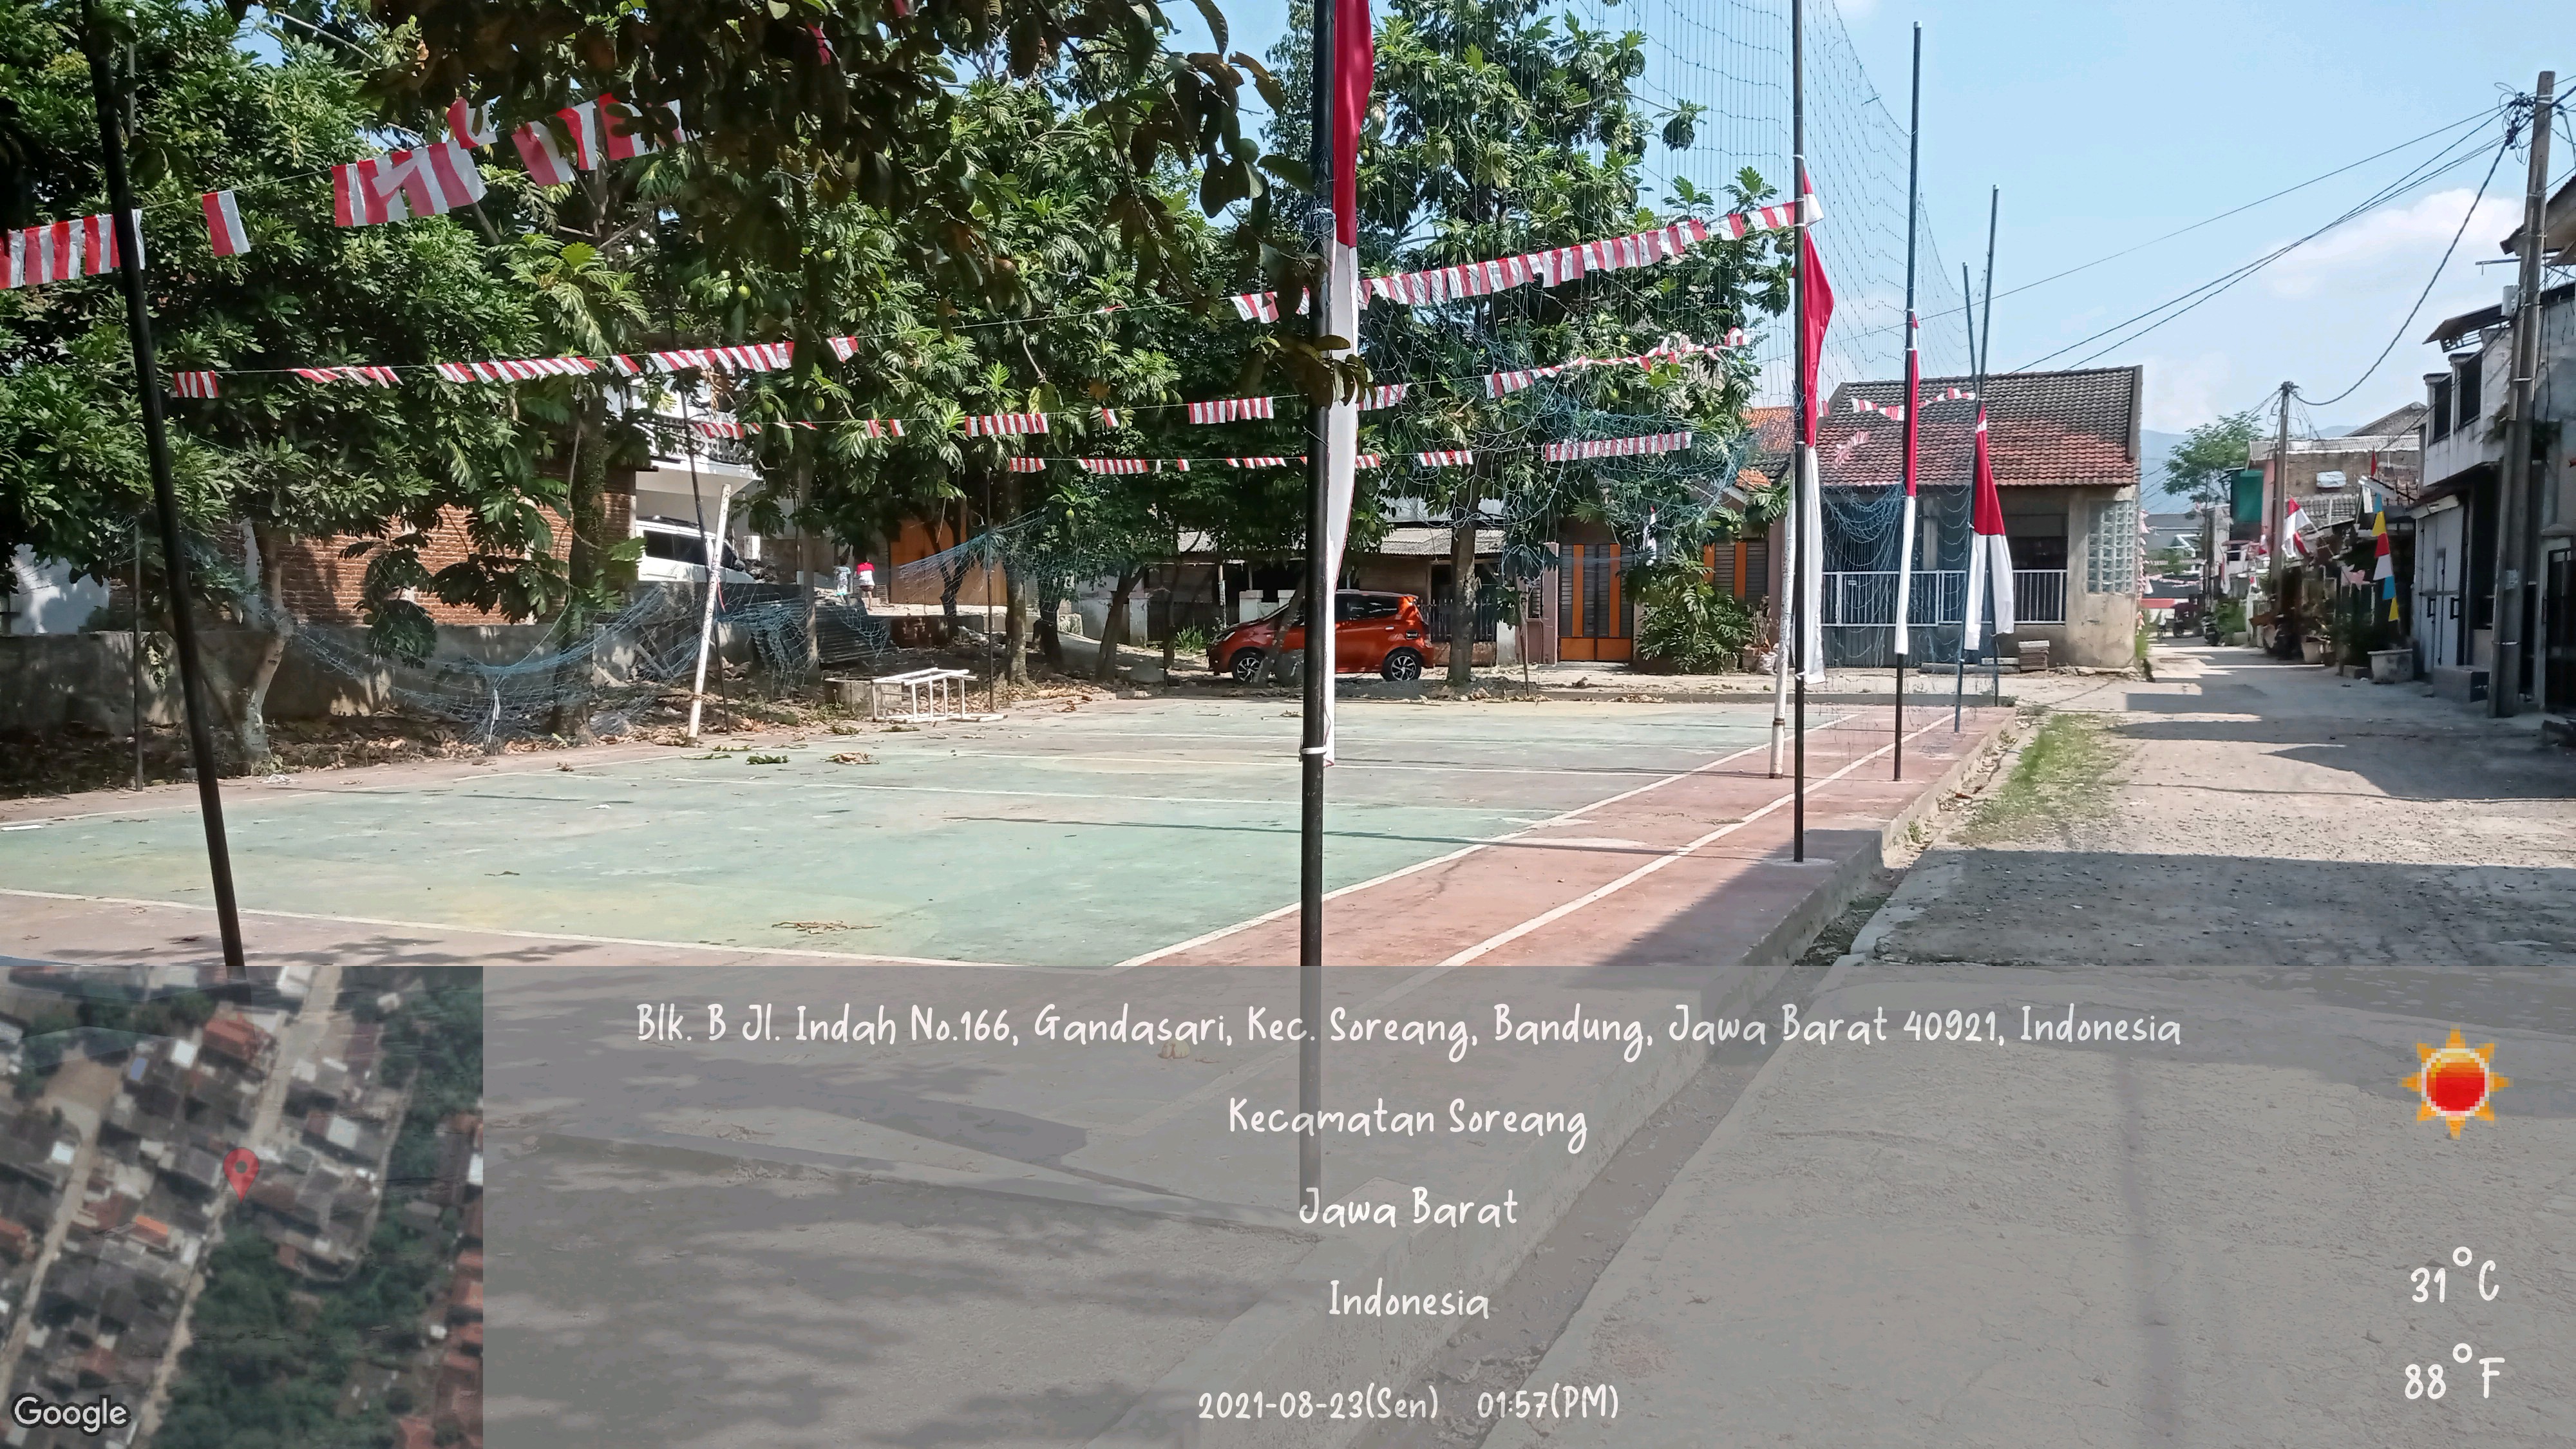 Blk. B Jl. Indah No.166, Gandasari, Kec. Soreang, Bandung, Jawa Barat 40921, Indonesia
Kecamatan Soreang
Jawa Barat
Indonesia
2021-08-23(Sen) 01:57(PM)
31°C
88°F
Google